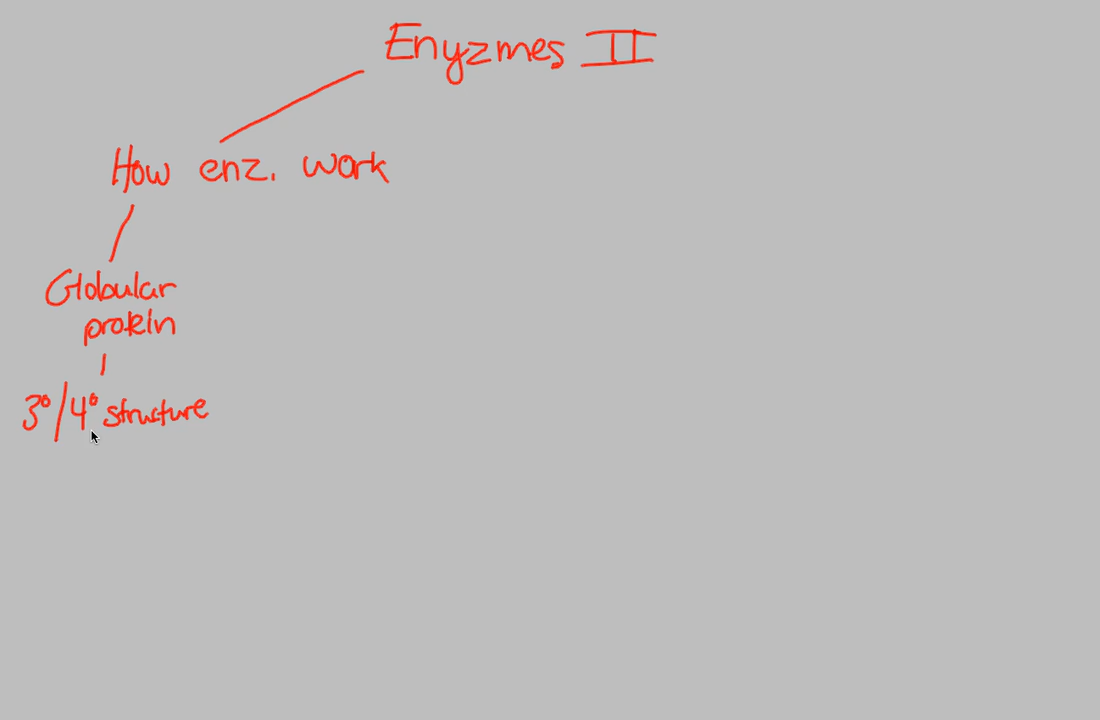 Enyzmes II
How enz. work
Globular
protein
3°/4° structure